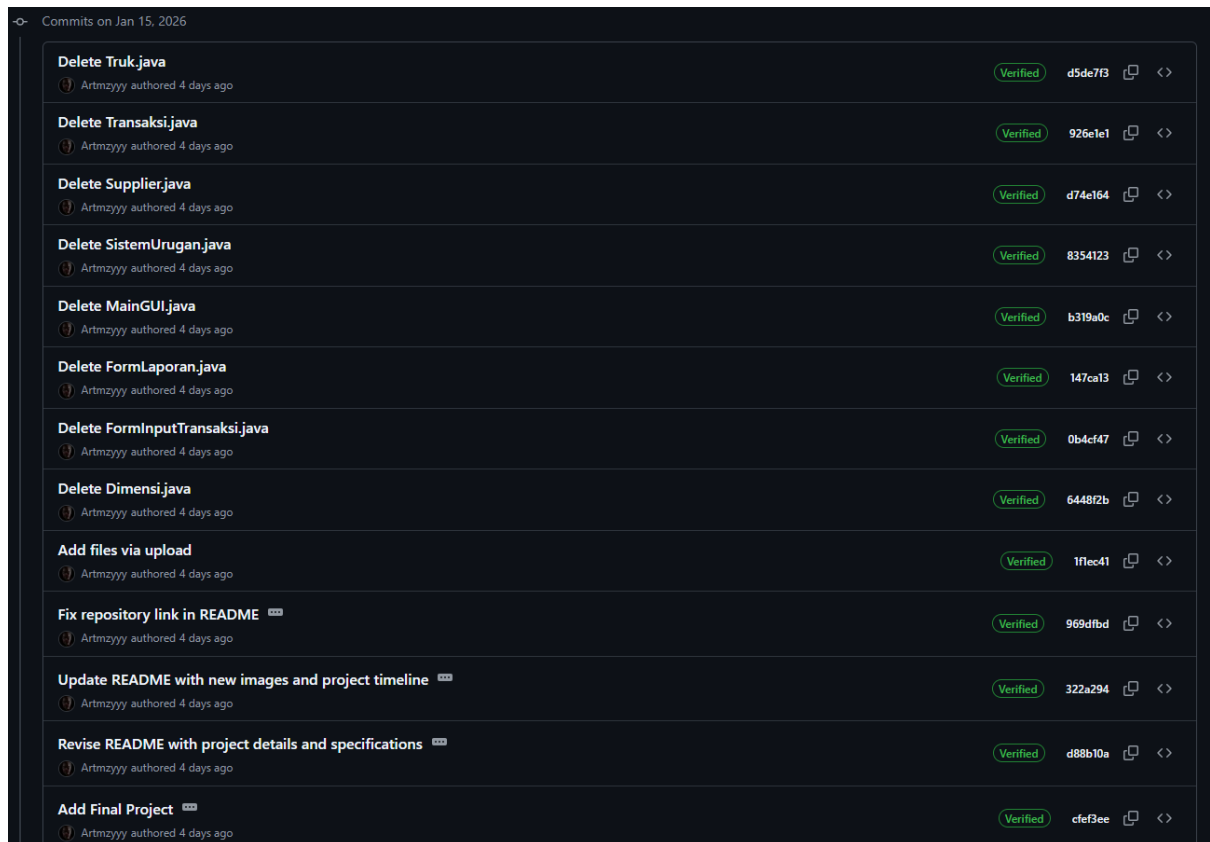 Commits on Jan 15, 2026
Delete Truk.java
Verified d5de7f3
Artmzyyy authored 4 days ago
Delete Transaksi.java
Verified 926e1e1
Artmzyyy authored 4 days ago
Delete Supplier.java
Verified d74e164
Artmzyyy authored 4 days ago
Delete SistemUrugan.java
Verified 8354123
Artmzyyy authored 4 days ago
Delete MainGUI.java
Verified b319a0c
Artmzyyy authored 4 days ago
Delete FormLaporan.java
Verified 147ca13
Artmzyyy authored 4 days ago
Delete FormInputTransaksi.java
Verified 0b4cf47
Artmzyyy authored 4 days ago
Delete Dimensi.java
Verified 6448f2b
Artmzyyy authored 4 days ago
Add files via upload
Verified 1f1ec41
Artmzyyy authored 4 days ago
Fix repository link in README
Verified 969dfbd
Artmzyyy authored 4 days ago
Update README with new images and project timeline
Verified 322a294
Artmzyyy authored 4 days ago
Revise README with project details and specifications
Verified d88b10a
Artmzyyy authored 4 days ago
Add Final Project
Verified cfef3ee
Artmzyyy authored 4 days ago